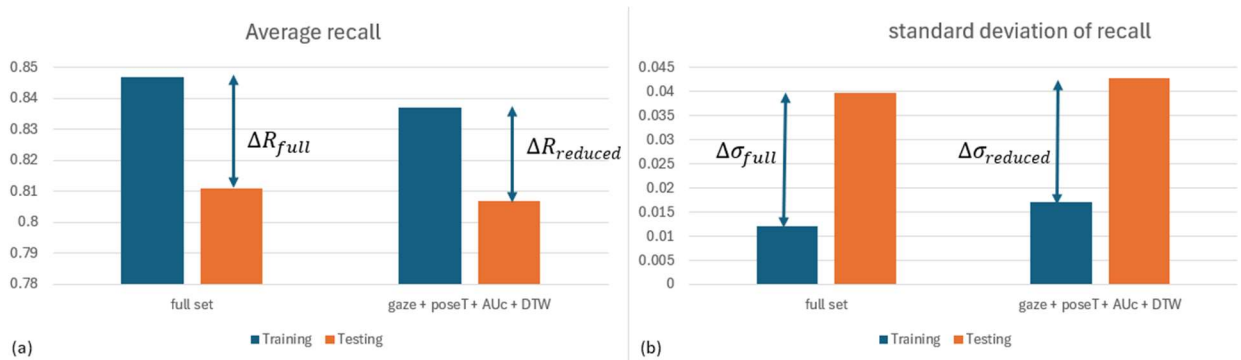 Average recall
0.85
0.84
0.83
0.82
0.81
0.8
0.79
0.78
ΔR_full
ΔR_reduced
full set
gaze + poseT + AUc + DTW
Training Testing
(a)
standard deviation of recall
0.045
0.04
0.035
0.03
0.025
0.02
0.015
0.01
0.005
0
Δσ_full
Δσ_reduced
full set
gaze + poseT + AUc + DTW
Training Testing
(b)